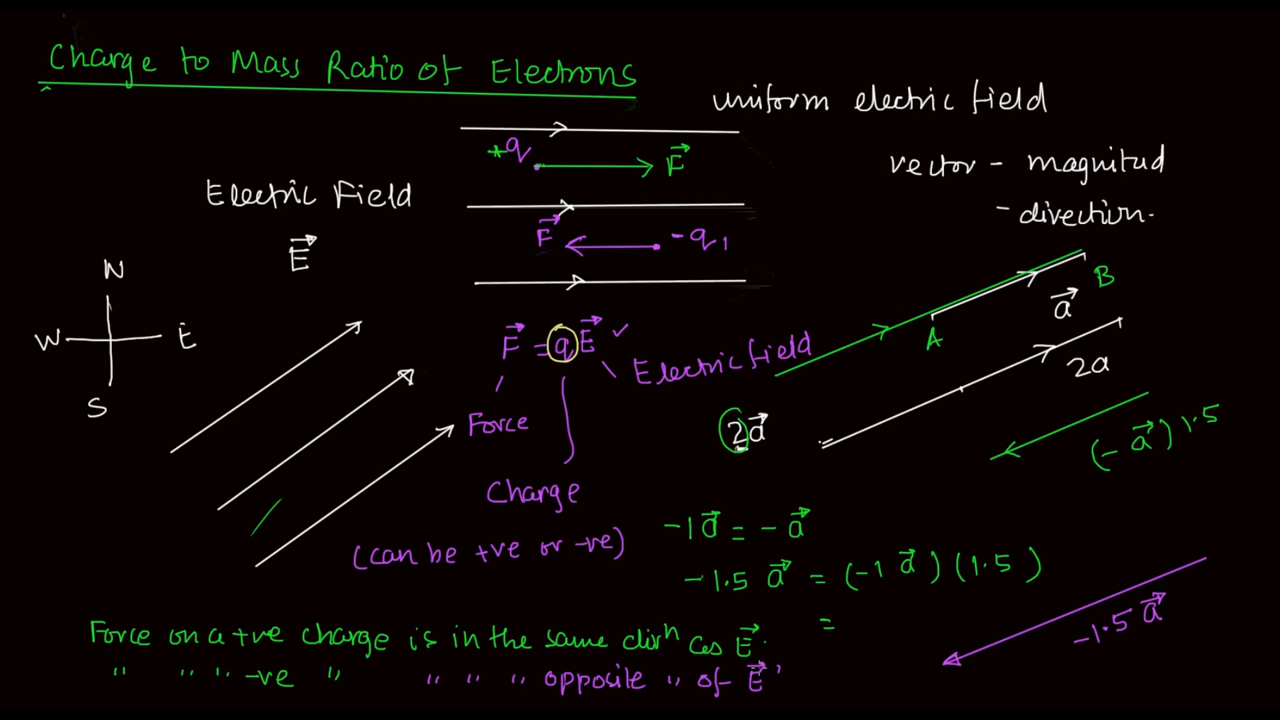 Charge to Mass Ratio of Electrons
uniform electric field
+q F⃗
vector - magnitud
- direction.
Electric Field
E⃗
F⃗ -q₁
N
W E
S
F⃗ = qE⃗ ✓
Electric field
Force
Charge
(can be +ve or -ve)
A B
a⃗
2a
2a⃗
(-a⃗) 1.5
-1a⃗ = -a⃗
-1.5 a⃗ = (-1 a⃗) (1.5)
=
-1.5 a⃗
Force on a +ve charge is in the same dirⁿ as E⃗.
" " " -ve " " " " opposite " of E⃗ '